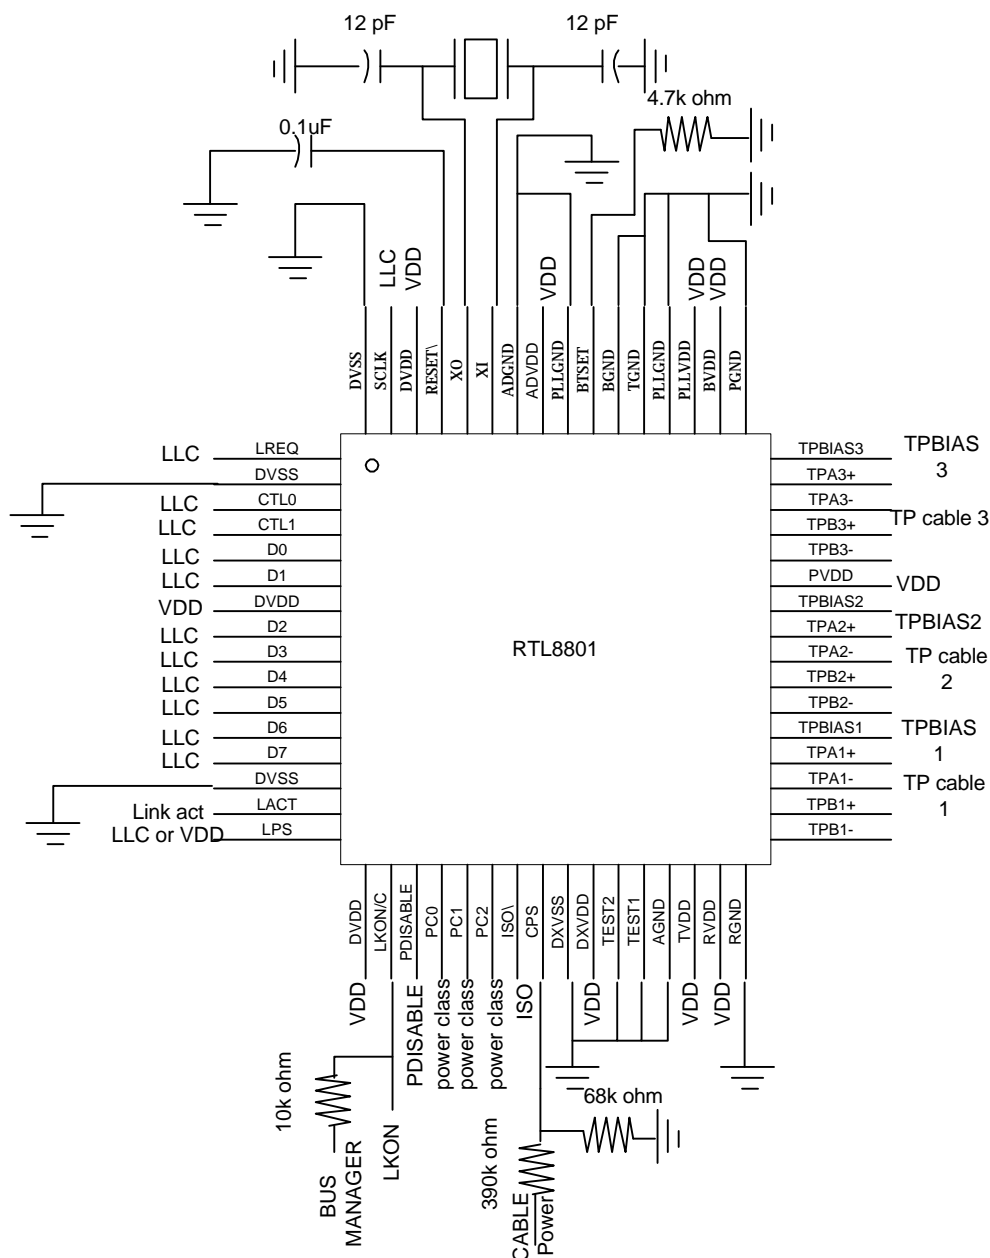 12 pF
12 pF
4.7k ohm
0.1uF
LLC
VDD
VDD
VDD
VDD
DVSS
SCLK
DVDD
RESET\
XO
XI
ADGND
ADVDD
PLLGND
BTSET
BGND
TGND
PLLGND
PLLVDD
BVDD
PGND
LLC
LREQ
DVSS
LLC
CTL0
LLC
CTL1
LLC
D0
LLC
D1
VDD
DVDD
LLC
D2
LLC
D3
LLC
D4
LLC
D5
LLC
D6
LLC
D7
DVSS
Link act
LACT
LLC or VDD
LPS
RTL8801
TPBIAS3
TPBIAS
3
TPA3+
TPA3-
TP cable 3
TPB3+
TPB3-
PVDD
VDD
TPBIAS2
TPBIAS2
TPA2+
TPA2-
TP cable
2
TPB2+
TPB2-
TPBIAS1
TPBIAS
1
TPA1+
TPA1-
TP cable
1
TPB1+
TPB1-
DVDD
LKON/C
PDISABLE
PC0
PC1
PC2
ISO\
CPS
DXVSS
DXVDD
TEST2
TEST1
AGND
TVDD
RVDD
RGND
VDD
PDISABLE
power class
power class
power class
ISO
VDD
VDD
VDD
10k ohm
BUS
MANAGER
LKON
68k ohm
390k ohm
CABLE
Power